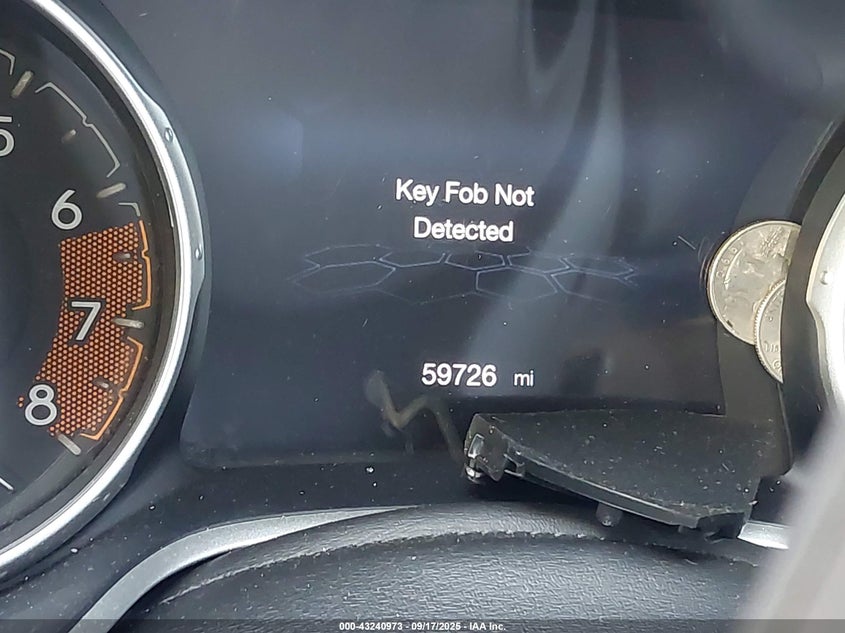 5
6
7
8
Key Fob Not
Detected
59726 mi
000-43240973 - 09/17/2025 - IAA Inc.